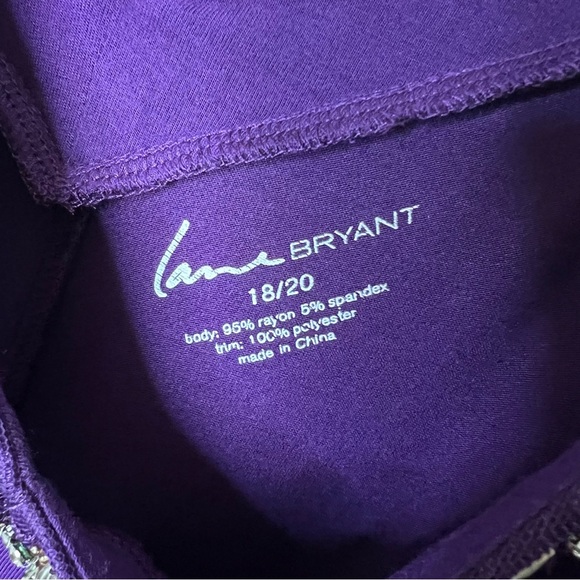 Lane BRYANT
18/20
body: 95% rayon 5% spandex
trim: 100% polyester
made in China